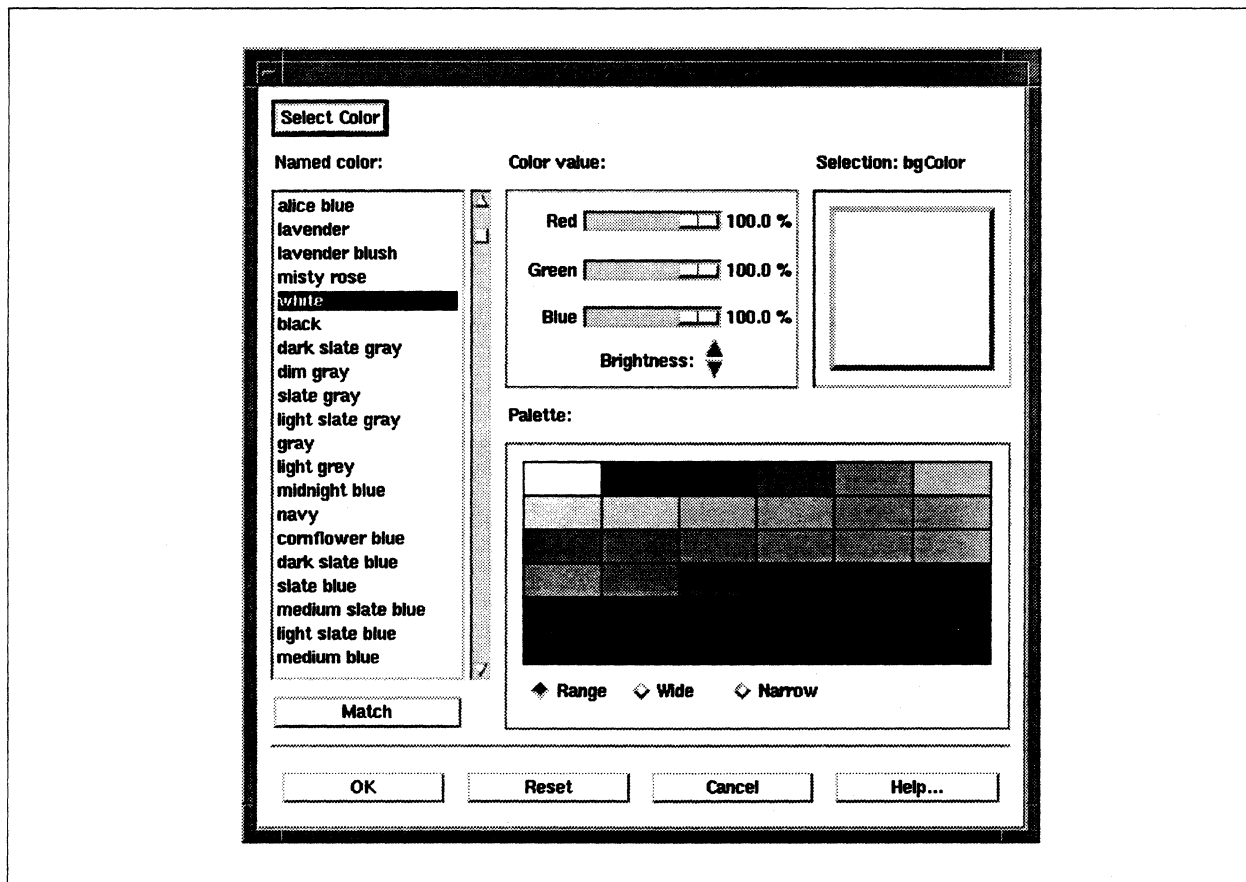 Select Color
Named color:
alice blue
lavender
lavender blush
misty rose
white
black
dark slate gray
dim gray
slate gray
light slate gray
gray
light grey
midnight blue
navy
cornflower blue
dark slate blue
slate blue
medium slate blue
light slate blue
medium blue
Match
Color value:
Red 100.0 %
Green 100.0 %
Blue 100.0 %
Brightness:
Selection: bgColor
Palette:
Range Wide Narrow
OK Reset Cancel Help...